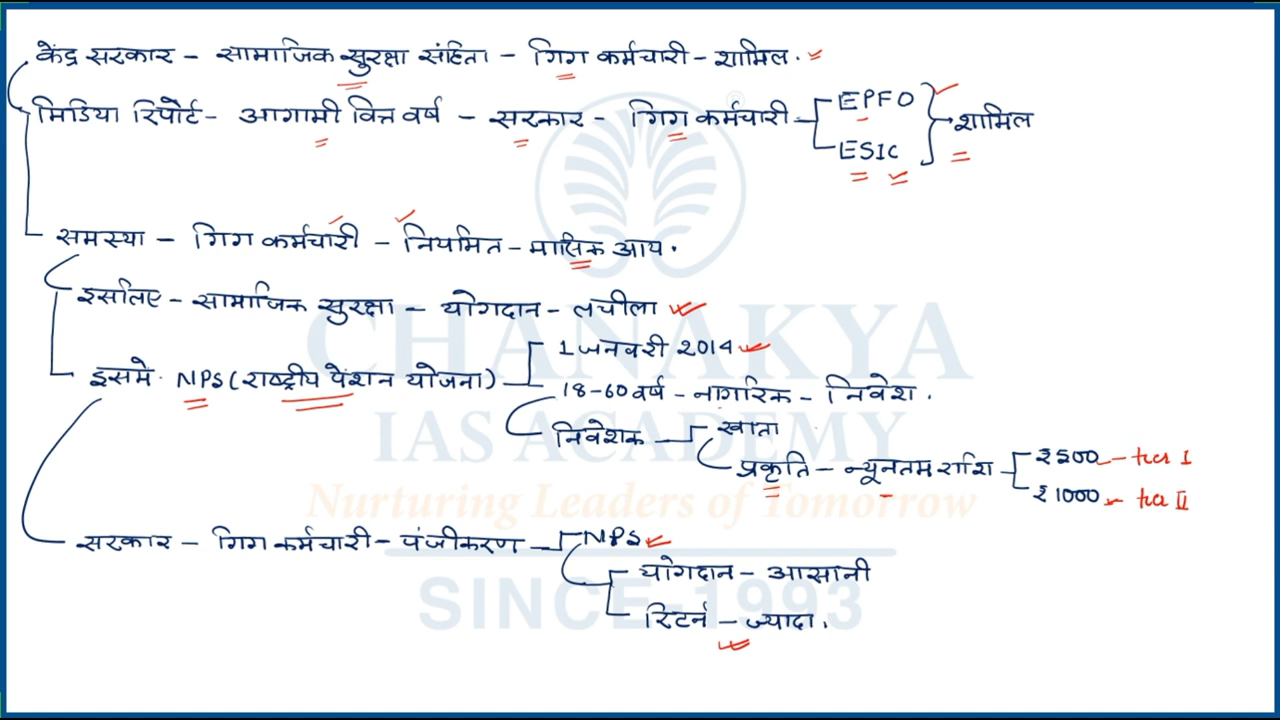 केंद्र सरकार - सामाजिक सुरक्षा संहिता - गिग कर्मचारी - शामिल.
मिडिया रिपोर्ट - आगामी वित्त वर्ष - सरकार - गिग कर्मचारी
EPFO
ESIC
शामिल
समस्या - गिग कर्मचारी - नियमित - मासिक आय.
इसलिए - सामाजिक सुरक्षा - योगदान - लचीला
इसमे. NPS (राष्ट्रीय पेंशन योजना)
1 जनवरी 2014
18-60 वर्ष - नागरिक - निवेश.
निवेशक
खाता
प्रकृति - न्यूनतम राशि
₹500 - tier I
₹1000 - tier II
सरकार - गिग कर्मचारी - पंजीकरण
NPS
योगदान - आसानी
रिटर्न - ज्यादा.
CHANAKYA
IAS ACADEMY
Nurturing Leaders of Tomorrow
SINCE-1993